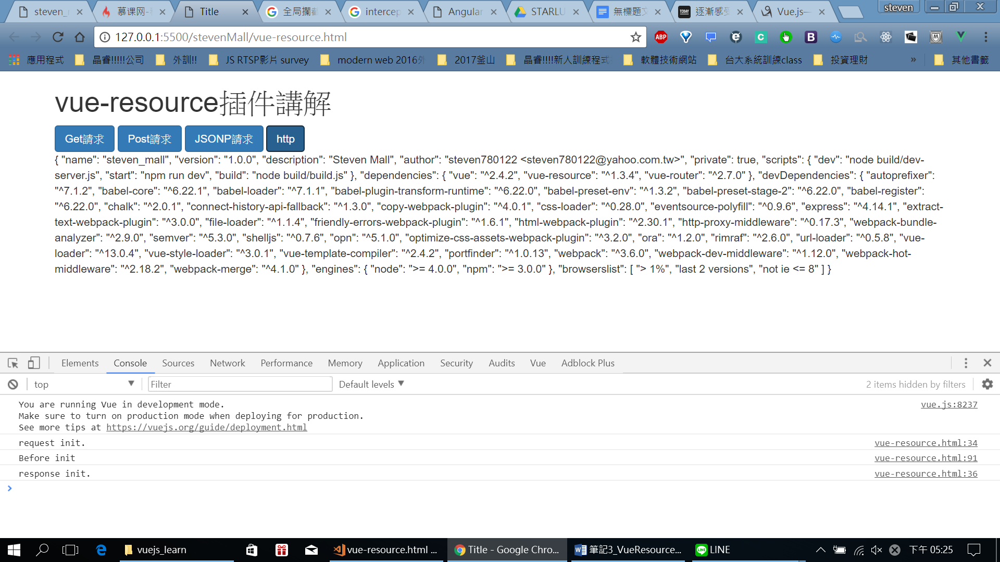 steven_
慕课网-
Title
全局攔截
intercep
Angular
STARLU
無標題文
逐漸感受
Vue.js—
steven
127.0.0.1:5500/stevenMall/vue-resource.html
應用程式
晶睿!!!!!公司
外訓!!
JS RTSP影片 survey
modern web 2016外
2017釜山
晶睿!!!!新人訓練程式
軟體技術網站
台大系統訓練class
投資理財
»
其他書籤
vue-resource插件講解
Get請求 Post請求 JSONP請求 http
{ "name": "steven_mall", "version": "1.0.0", "description": "Steven Mall", "author": "steven780122 <steven780122@yahoo.com.tw>", "private": true, "scripts": { "dev": "node build/dev-
server.js", "start": "npm run dev", "build": "node build/build.js" }, "dependencies": { "vue": "^2.4.2", "vue-resource": "^1.3.4", "vue-router": "^2.7.0" }, "devDependencies": { "autoprefixer":
"^7.1.2", "babel-core": "^6.22.1", "babel-loader": "^7.1.1", "babel-plugin-transform-runtime": "^6.22.0", "babel-preset-env": "^1.3.2", "babel-preset-stage-2": "^6.22.0", "babel-register":
"^6.22.0", "chalk": "^2.0.1", "connect-history-api-fallback": "^1.3.0", "copy-webpack-plugin": "^4.0.1", "css-loader": "^0.28.0", "eventsource-polyfill": "^0.9.6", "express": "^4.14.1", "extract-
text-webpack-plugin": "^3.0.0", "file-loader": "^1.1.4", "friendly-errors-webpack-plugin": "^1.6.1", "html-webpack-plugin": "^2.30.1", "http-proxy-middleware": "^0.17.3", "webpack-bundle-
analyzer": "^2.9.0", "semver": "^5.3.0", "shelljs": "^0.7.6", "opn": "^5.1.0", "optimize-css-assets-webpack-plugin": "^3.2.0", "ora": "^1.2.0", "rimraf": "^2.6.0", "url-loader": "^0.5.8", "vue-
loader": "^13.0.4", "vue-style-loader": "^3.0.1", "vue-template-compiler": "^2.4.2", "portfinder": "^1.0.13", "webpack": "^3.6.0", "webpack-dev-middleware": "^1.12.0", "webpack-hot-
middleware": "^2.18.2", "webpack-merge": "^4.1.0" }, "engines": { "node": ">= 4.0.0", "npm": ">= 3.0.0" }, "browserslist": [ "> 1%", "last 2 versions", "not ie <= 8" ] }
Elements Console Sources Network Performance Memory Application Security Audits Vue Adblock Plus
top Filter Default levels 2 items hidden by filters
You are running Vue in development mode. vue.js:8237
Make sure to turn on production mode when deploying for production.
See more tips at https://vuejs.org/guide/deployment.html
request init. vue-resource.html:34
Before init vue-resource.html:91
response init. vue-resource.html:36
vuejs_learn
vue-resource.html ...
Title - Google Chro...
筆記3_VueResource...
LINE
下午 05:25